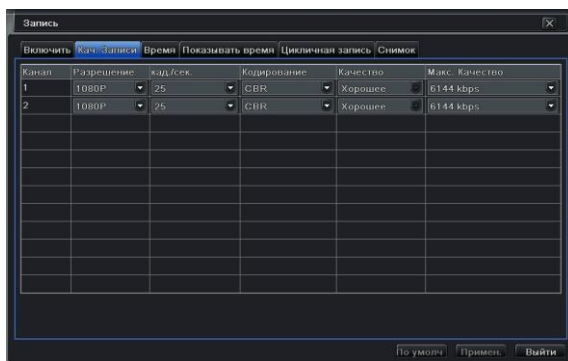 Запись
Включить Кач. Записи Время Показывать время Цикличная запись Снимок
Канал Разрешение кад./сек. Кодирование Качество Макс. Качество
1 1080P 25 CBR Хорошее 6144 kbps
2 1080P 25 CBR Хорошее 6144 kbps
По умолч Примен. Выйти